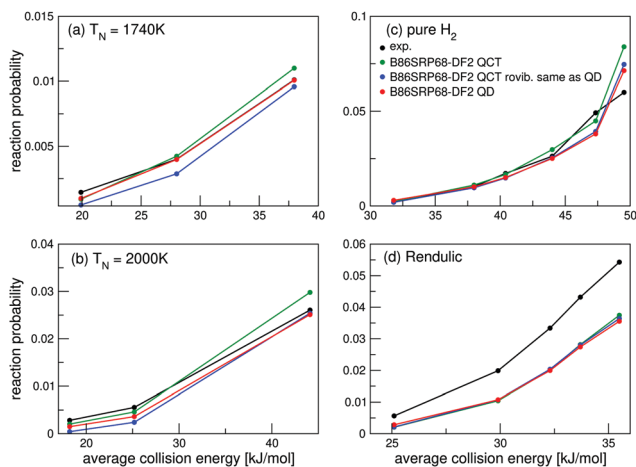 (a) T_N = 1740K
0.015
0.01
0.005
20 25 30 35 40
reaction probability
(c) pure H_2
exp.
B86SRP68-DF2 QCT
B86SRP68-DF2 QCT rovib. same as QD
B86SRP68-DF2 QD
0.1
0.05
0
30 35 40 45 50
(b) T_N = 2000K
0.04
0.03
0.02
0.01
0
20 30 40
reaction probability
average collision energy [kJ/mol]
(d) Rendulic
0.06
0.05
0.04
0.03
0.02
0.01
0
25 30 35
average collision energy [kJ/mol]